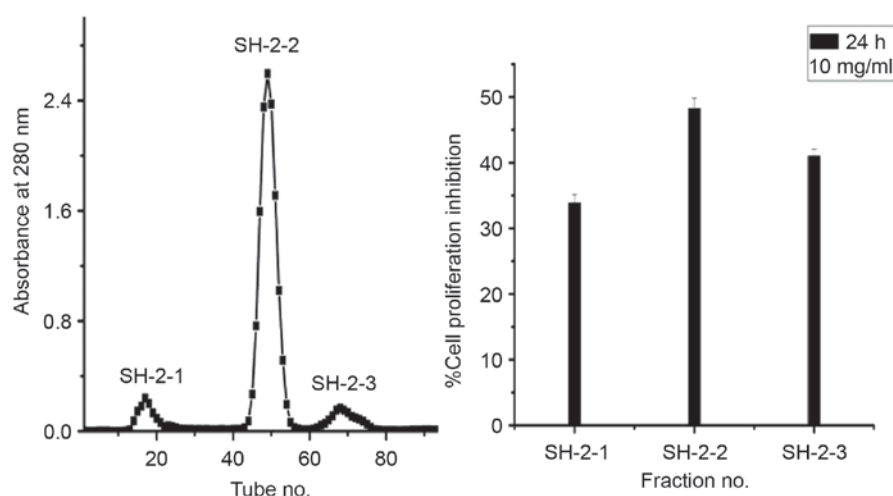 SH-2-2
SH-2-1
SH-2-3
Absorbance at 280 nm
2.4
1.6
0.8
0.0
20
40
60
80
Tube no.
24 h
10 mg/ml
%Cell proliferation inhibition
50
40
30
20
10
0
SH-2-1
SH-2-2
SH-2-3
Fraction no.